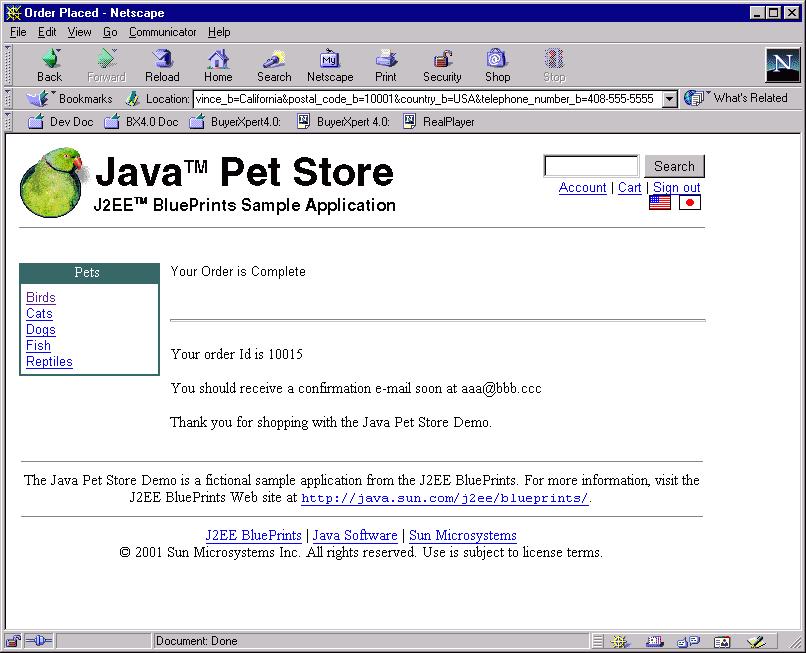 Order Placed - Netscape
File Edit View Go Communicator Help
Back Forward Reload Home Search Netscape Print Security Shop Stop
My
N
Bookmarks Location: vince_b=California&postal_code_b=10001&country_b=USA&telephone_number_b=408-555-5555 What's Related
Dev Doc BX4.0 Doc BuyerXpert4.0: BuyerXpert 4.0: RealPlayer
Java™ Pet Store
J2EE™ BluePrints Sample Application
Search
Account | Cart | Sign out
Pets
Birds
Cats
Dogs
Fish
Reptiles
Your Order is Complete
Your order Id is 10015
You should receive a confirmation e-mail soon at aaa@bbb.ccc
Thank you for shopping with the Java Pet Store Demo.
The Java Pet Store Demo is a fictional sample application from the J2EE BluePrints. For more information, visit the
J2EE BluePrints Web site at http://java.sun.com/j2ee/blueprints/.
J2EE BluePrints | Java Software | Sun Microsystems
© 2001 Sun Microsystems Inc. All rights reserved. Use is subject to license terms.
Document: Done